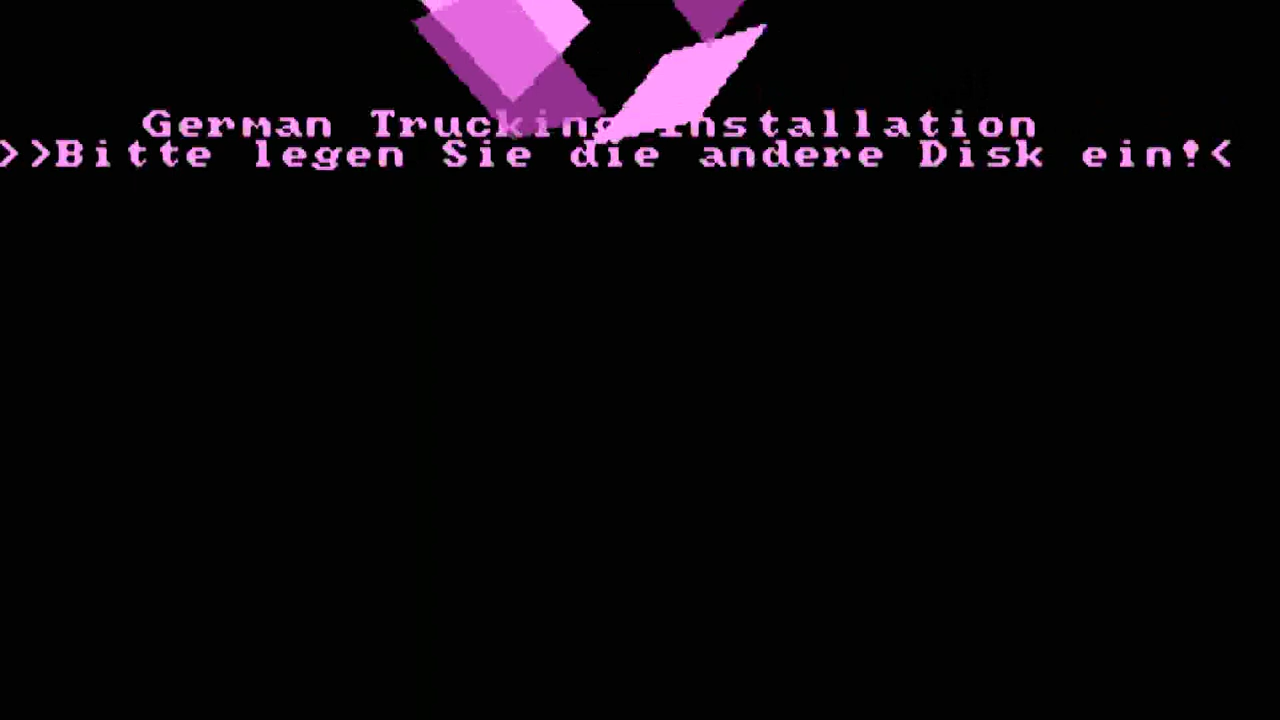 German Trucking Installation
>>Bitte legen Sie die andere Disk ein!<